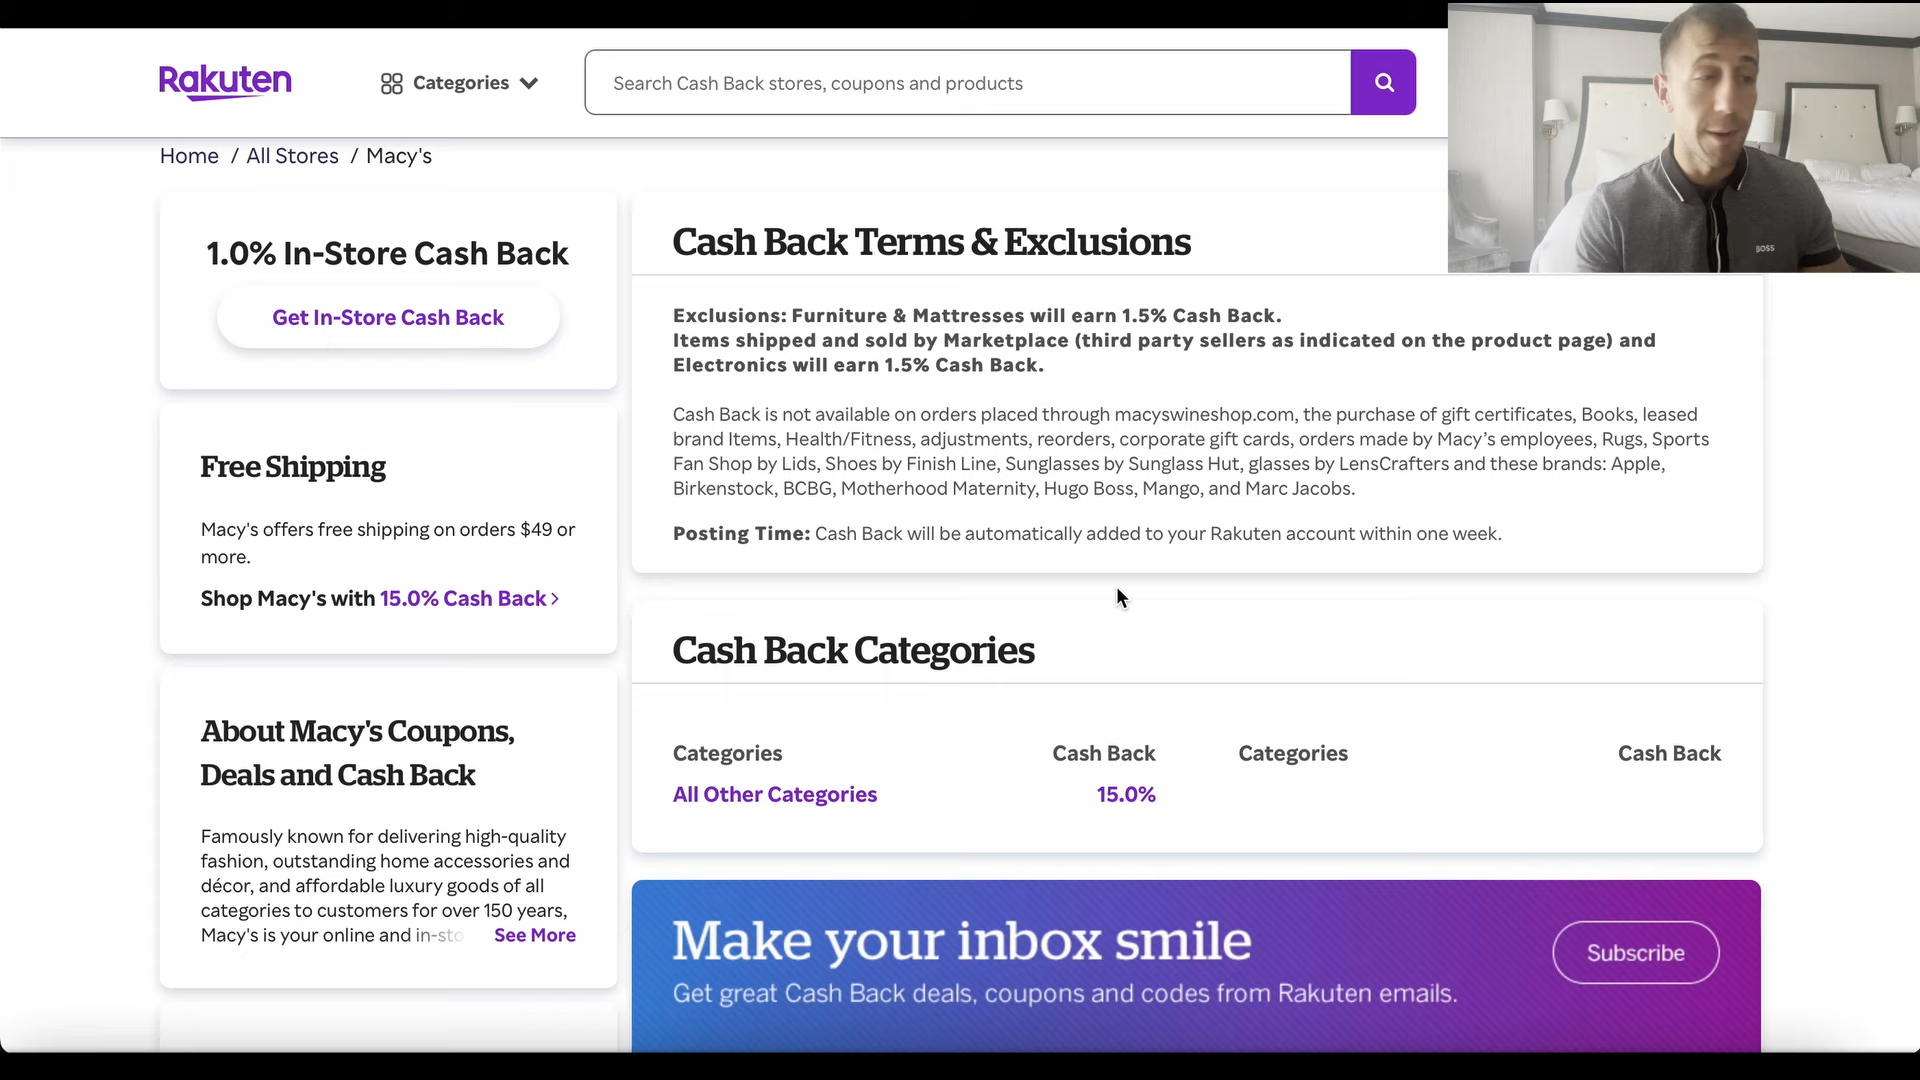 Rakuten
Categories
Search Cash Back stores, coupons and products
Home / All Stores / Macy's
1.0% In-Store Cash Back
Get In-Store Cash Back
Free Shipping
Macy's offers free shipping on orders $49 or
more.
Shop Macy's with 15.0% Cash Back >
About Macy's Coupons,
Deals and Cash Back
Famously known for delivering high-quality
fashion, outstanding home accessories and
décor, and affordable luxury goods of all
categories to customers for over 150 years,
Macy's is your online and in-sto See More
Cash Back Terms & Exclusions
Exclusions: Furniture & Mattresses will earn 1.5% Cash Back.
Items shipped and sold by Marketplace (third party sellers as indicated on the product page) and
Electronics will earn 1.5% Cash Back.
Cash Back is not available on orders placed through macyswineshop.com, the purchase of gift certificates, Books, leased
brand Items, Health/Fitness, adjustments, reorders, corporate gift cards, orders made by Macy's employees, Rugs, Sports
Fan Shop by Lids, Shoes by Finish Line, Sunglasses by Sunglass Hut, glasses by LensCrafters and these brands: Apple,
Birkenstock, BCBG, Motherhood Maternity, Hugo Boss, Mango, and Marc Jacobs.
Posting Time: Cash Back will be automatically added to your Rakuten account within one week.
Cash Back Categories
Categories Cash Back Categories Cash Back
All Other Categories 15.0%
Make your inbox smile
Get great Cash Back deals, coupons and codes from Rakuten emails.
Subscribe
BOSS